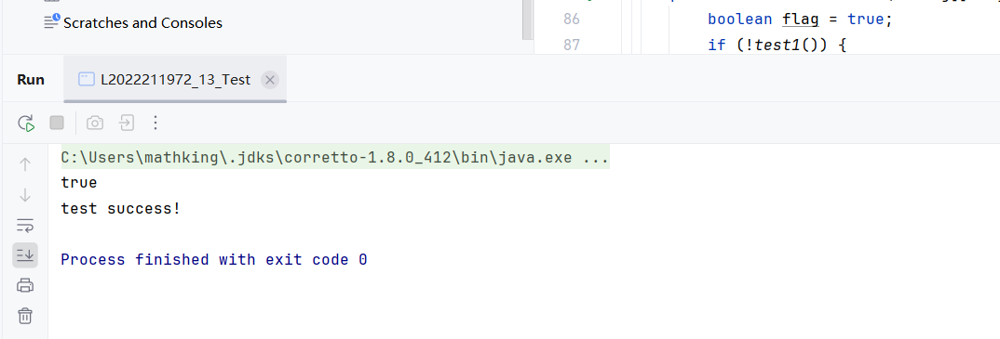 Scratches and Consoles
86 boolean flag = true;
87 if (!test1()) {
Run L2022211972_13_Test
C:\Users\mathking\.jdks\corretto-1.8.0_412\bin\java.exe ...
true
test success!
Process finished with exit code 0